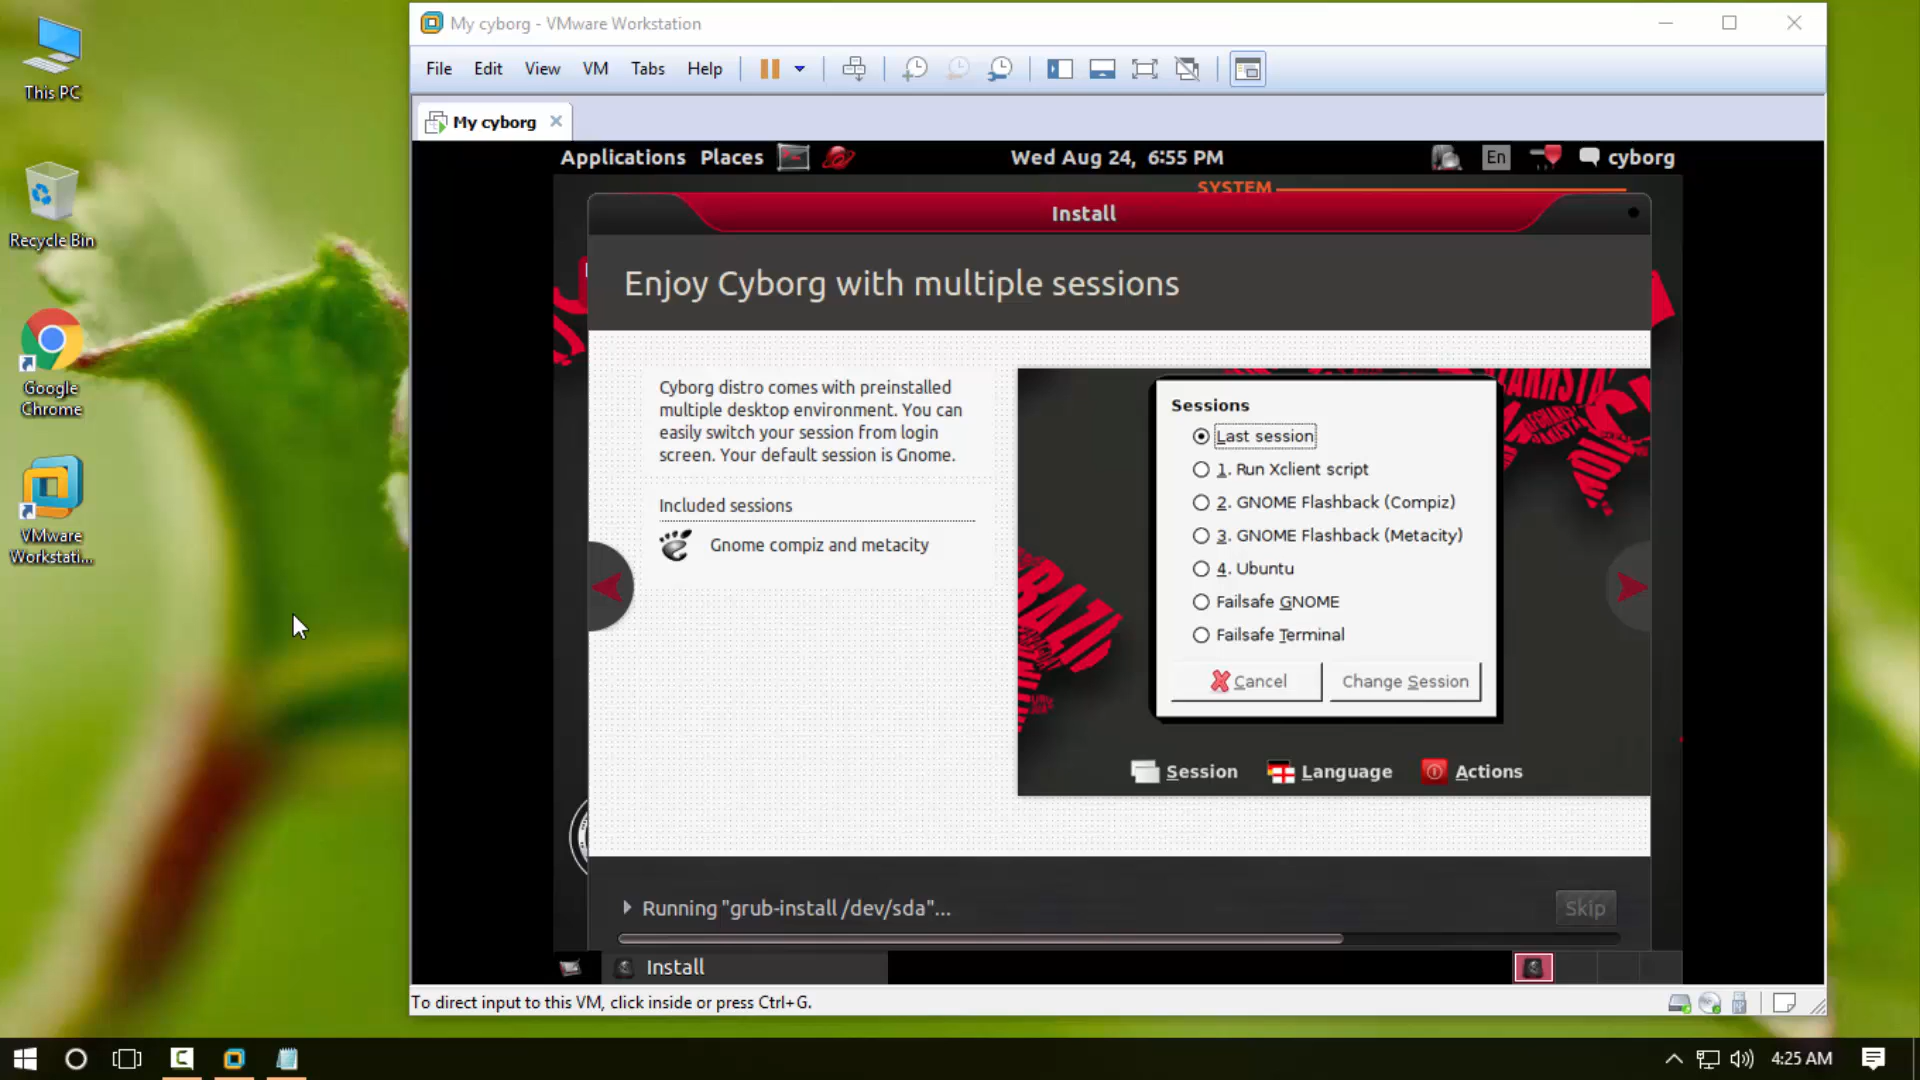 This PC
Recycle Bin
Google
Chrome
VMware
Workstati...
My cyborg - VMware Workstation
File Edit View VM Tabs Help
My cyborg
Applications Places Wed Aug 24, 6:55 PM En cyborg
SYSTEM
Install
Enjoy Cyborg with multiple sessions
Cyborg distro comes with preinstalled
multiple desktop environment. You can
easily switch your session from login
screen. Your default session is Gnome.
Included sessions
Gnome compiz and metacity
Sessions
Last session
1. Run Xclient script
2. GNOME Flashback (Compiz)
3. GNOME Flashback (Metacity)
4. Ubuntu
Failsafe GNOME
Failsafe Terminal
Cancel Change Session
Session Language Actions
Running "grub-install /dev/sda"...
Skip
Install
To direct input to this VM, click inside or press Ctrl+G.
4:25 AM